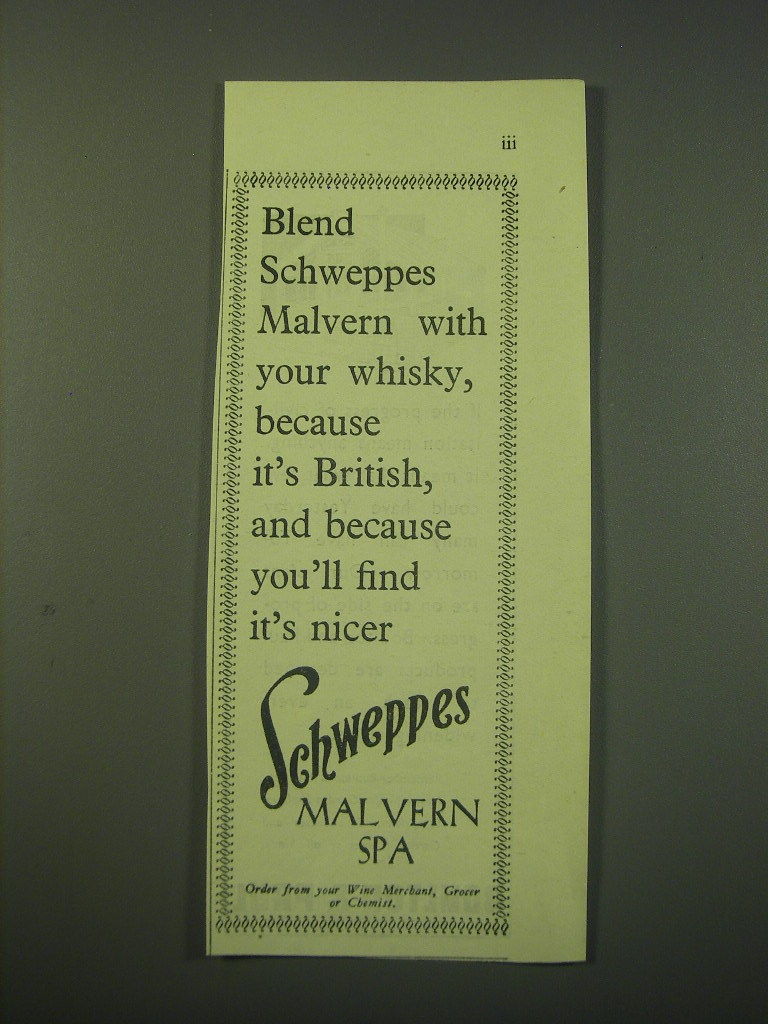 iii
Blend
Schweppes
Malvern with
your whisky,
because
it's British,
and because
you'll find
it's nicer
Schweppes
MALVERN
SPA
Order from your Wine Merchant, Grocer
or Chemist.